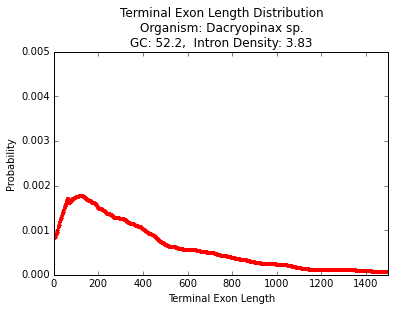 Terminal Exon Length Distribution
Organism: Dacryopinax sp.
GC: 52.2,  Intron Density: 3.83
0.005
0.004
0.003
0.002
0.001
0.000
Probability
0 200 400 600 800 1000 1200 1400
Terminal Exon Length